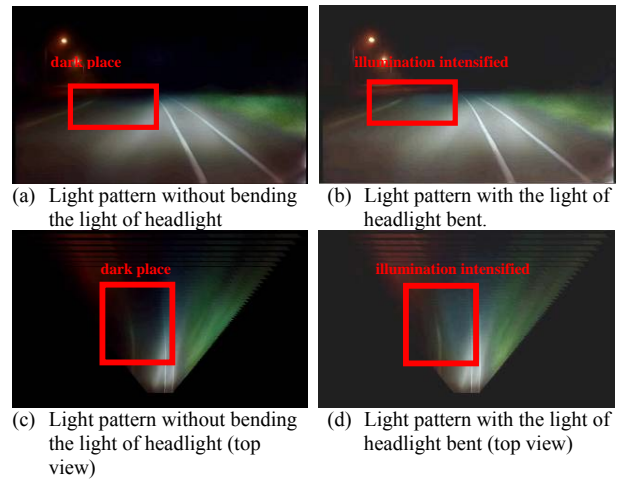 dark place
illumination intensified
(a) Light pattern without bending
the light of headlight
(b) Light pattern with the light of
headlight bent.
dark place
illumination intensified
(c) Light pattern without bending
the light of headlight (top
view)
(d) Light pattern with the light of
headlight bent (top view)